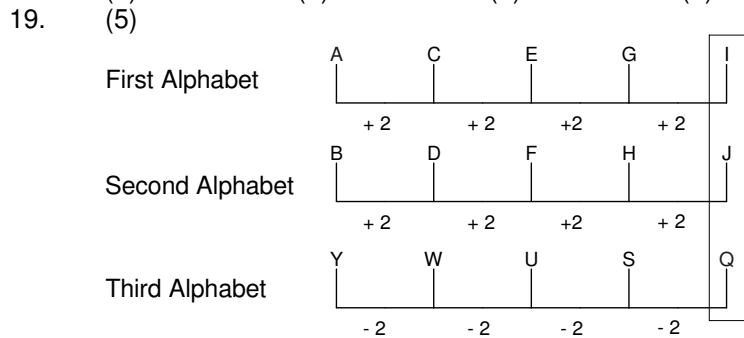 19. (5)
A C E G I
First Alphabet
+ 2 + 2 +2 + 2
B D F H J
Second Alphabet
+ 2 + 2 +2 + 2
Y W U S Q
Third Alphabet
- 2 - 2 - 2 - 2